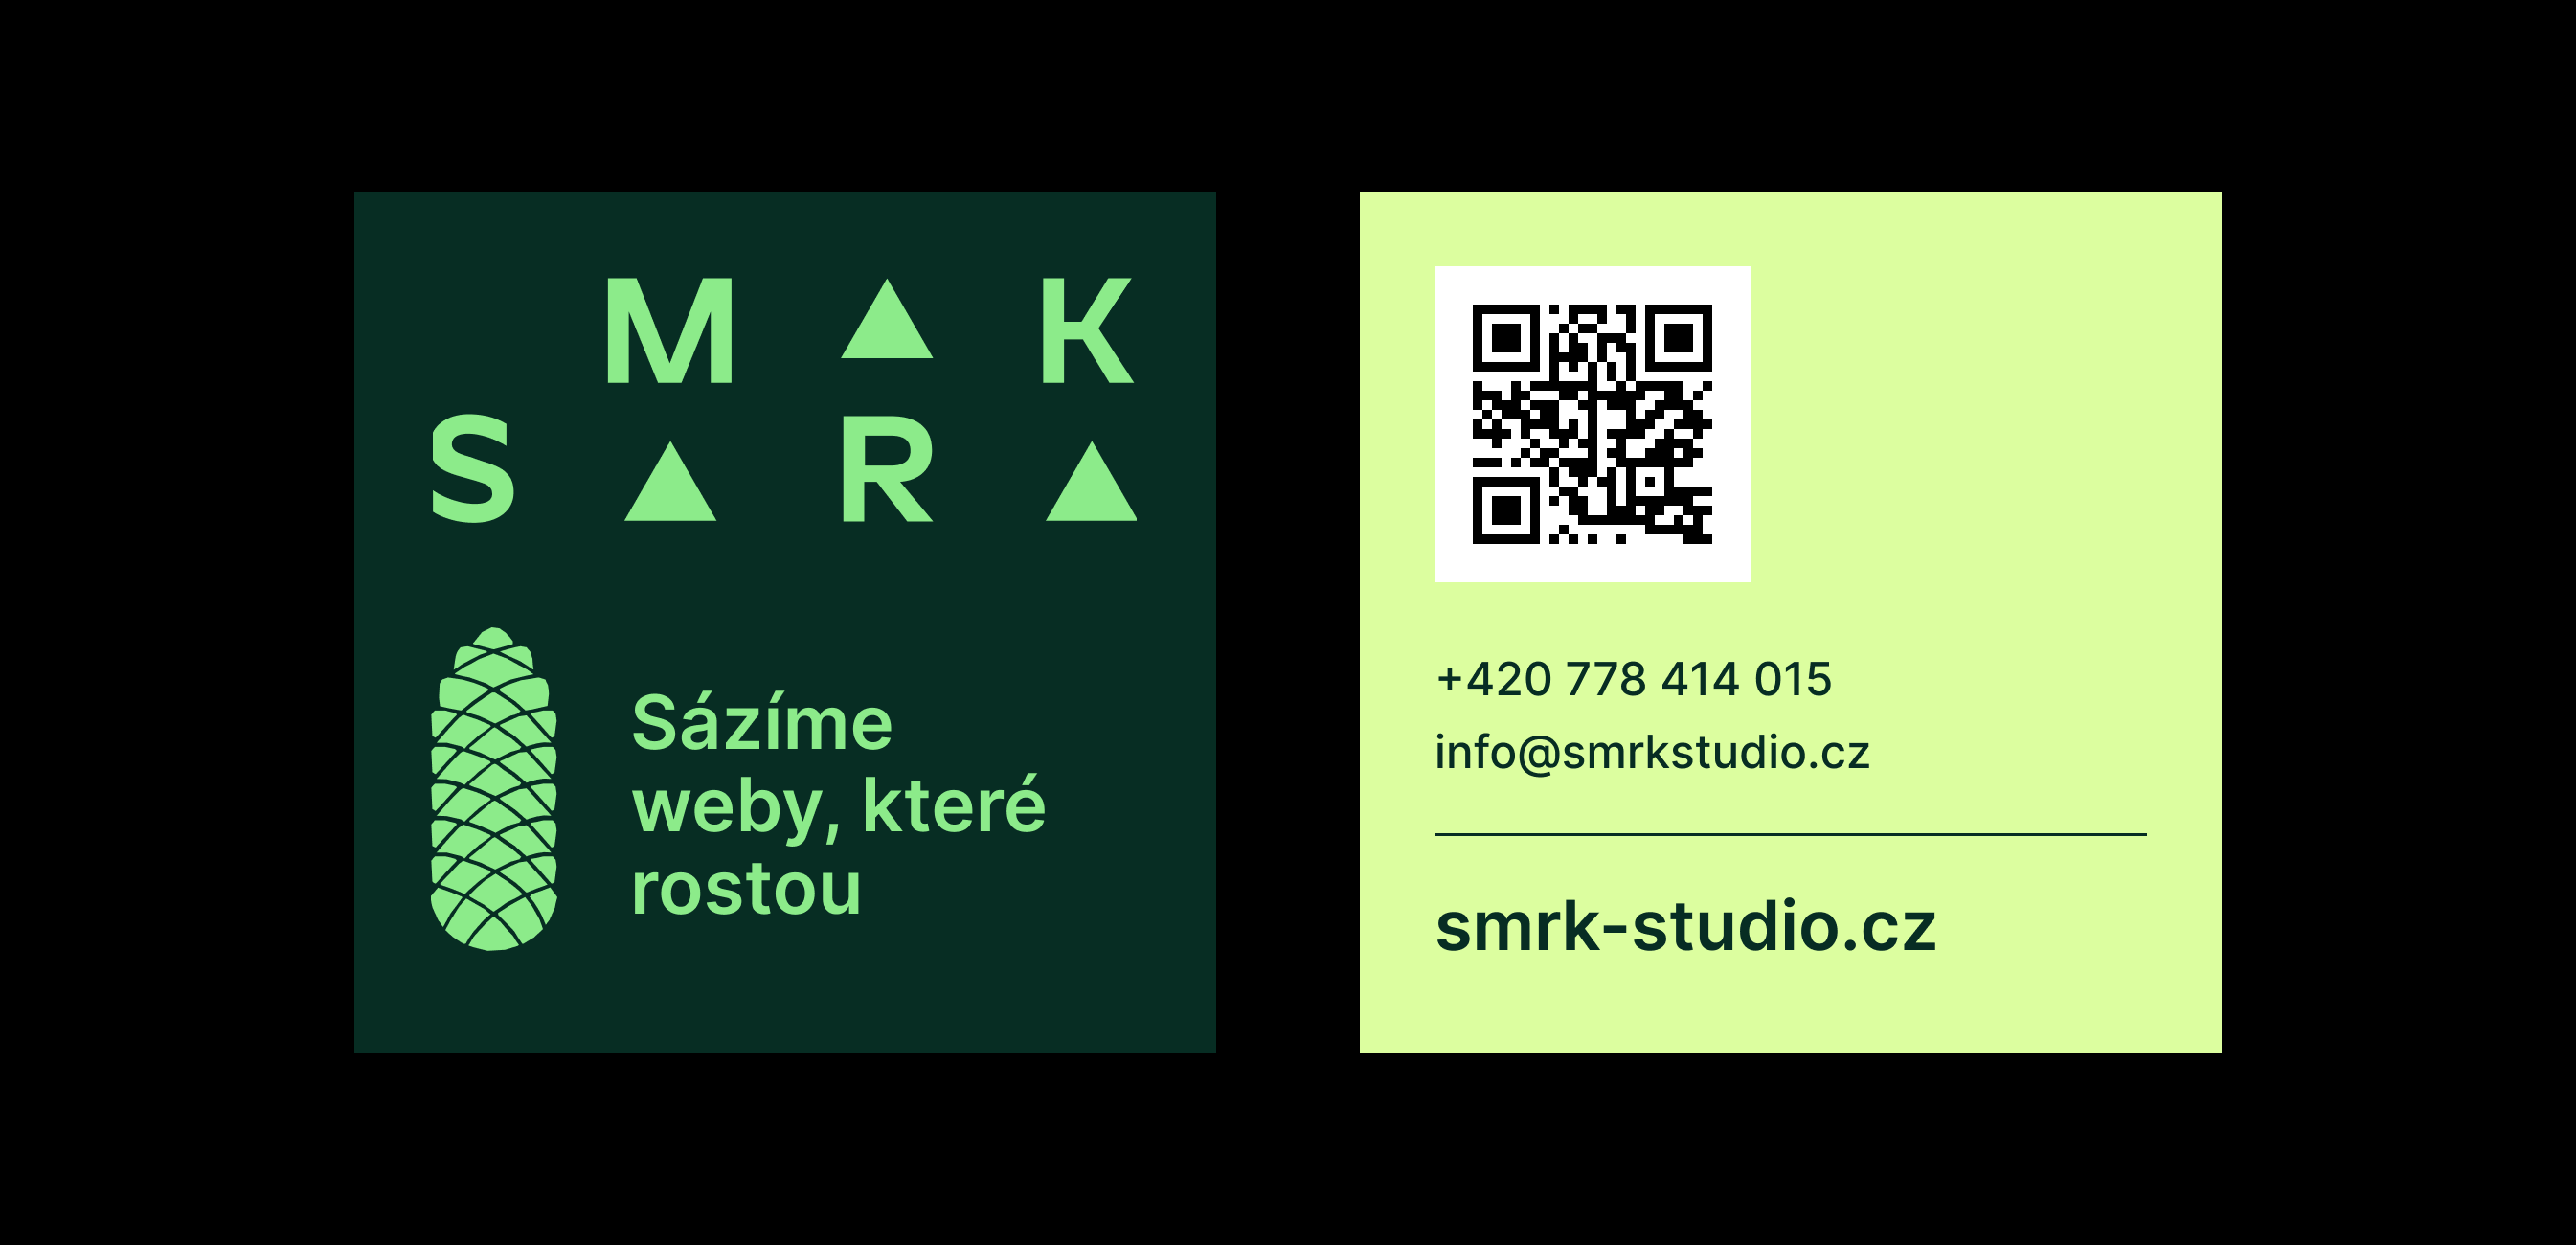 M▲K
S▲R▲
Sázíme
weby, které
rostou
+420 778 414 015
info@smrkstudio.cz
smrk-studio.cz